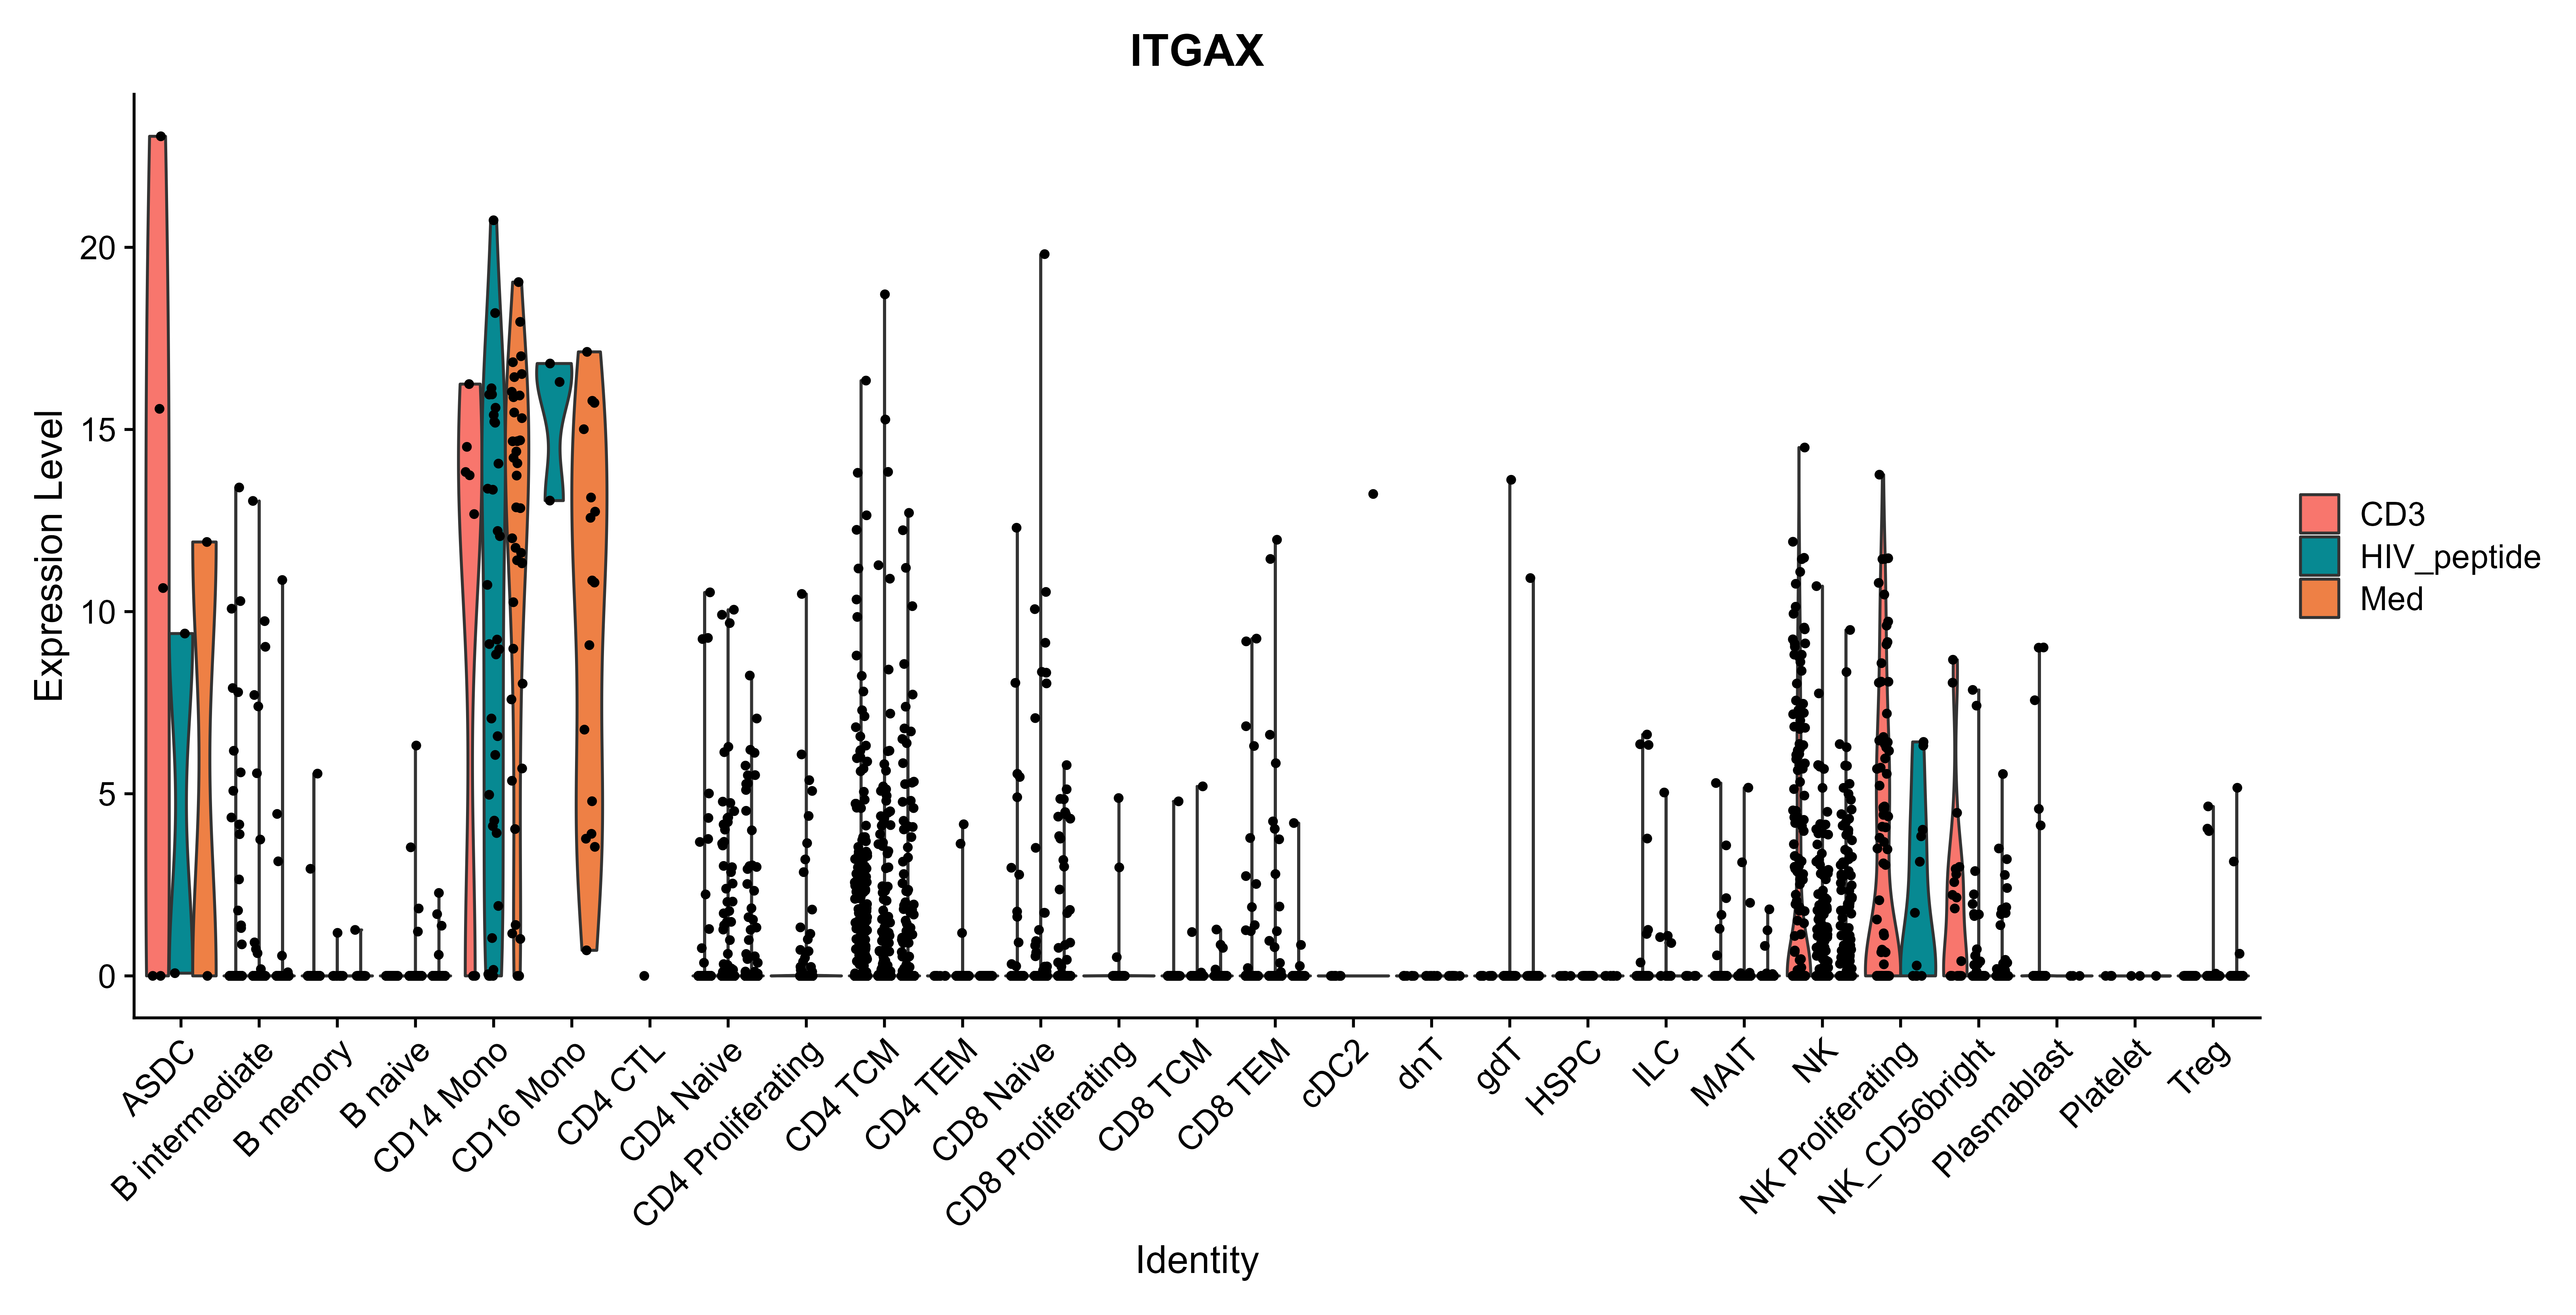 ITGAX
Expression Level
20
15
10
5
0
ASDC
B intermediate
B memory
B naive
CD14 Mono
CD16 Mono
CD4 CTL
CD4 Naive
CD4 Proliferating
CD4 TCM
CD4 TEM
CD8 Naive
CD8 Proliferating
CD8 TCM
CD8 TEM
cDC2
dnT
gdT
HSPC
ILC
MAIT
NK
NK Proliferating
NK_CD56bright
Plasmablast
Platelet
Treg
Identity
CD3
HIV_peptide
Med